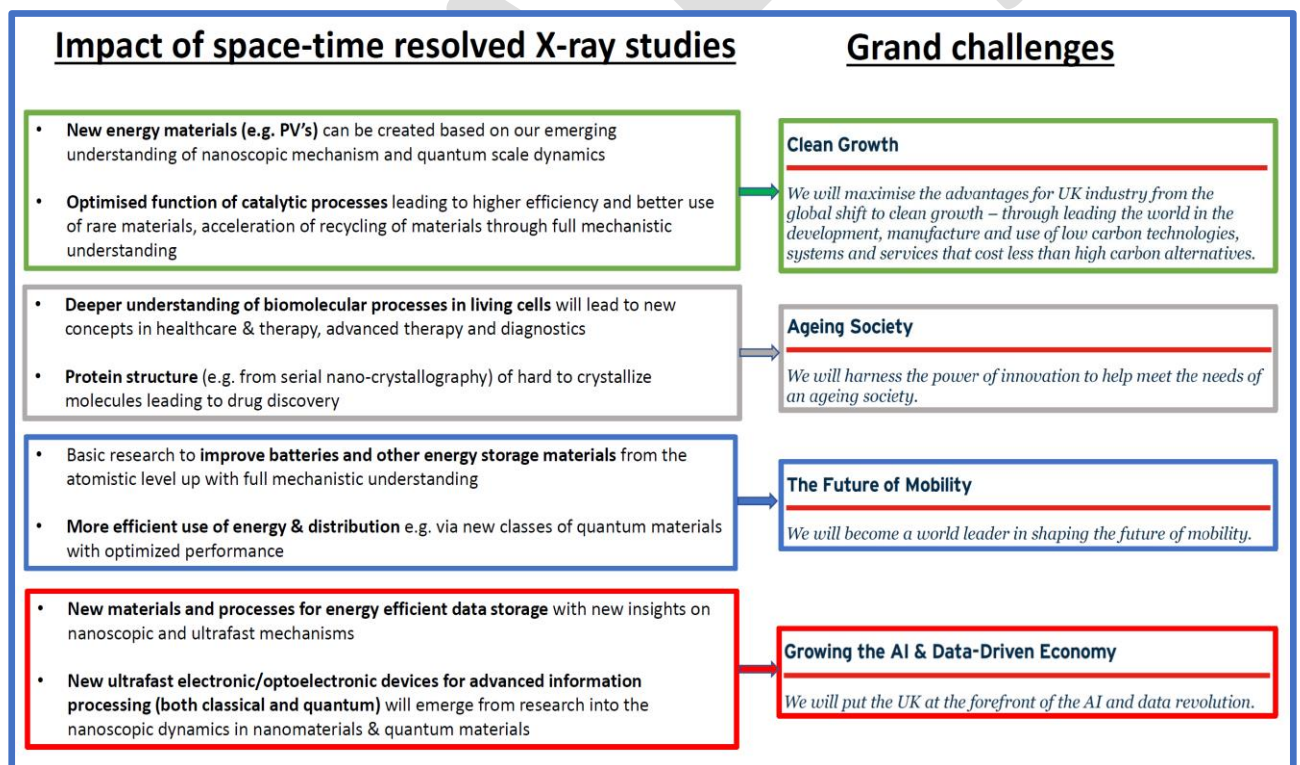 Impact of space-time resolved X-ray studies
Grand challenges
• New energy materials (e.g. PV's) can be created based on our emerging
understanding of nanoscopic mechanism and quantum scale dynamics
• Optimised function of catalytic processes leading to higher efficiency and better use
of rare materials, acceleration of recycling of materials through full mechanistic
understanding
Clean Growth
We will maximise the advantages for UK industry from the
global shift to clean growth – through leading the world in the
development, manufacture and use of low carbon technologies,
systems and services that cost less than high carbon alternatives.
• Deeper understanding of biomolecular processes in living cells will lead to new
concepts in healthcare & therapy, advanced therapy and diagnostics
• Protein structure (e.g. from serial nano-crystallography) of hard to crystallize
molecules leading to drug discovery
Ageing Society
We will harness the power of innovation to help meet the needs of
an ageing society.
• Basic research to improve batteries and other energy storage materials from the
atomistic level up with full mechanistic understanding
• More efficient use of energy & distribution e.g. via new classes of quantum materials
with optimized performance
The Future of Mobility
We will become a world leader in shaping the future of mobility.
• New materials and processes for energy efficient data storage with new insights on
nanoscopic and ultrafast mechanisms
• New ultrafast electronic/optoelectronic devices for advanced information
processing (both classical and quantum) will emerge from research into the
nanoscopic dynamics in nanomaterials & quantum materials
Growing the AI & Data-Driven Economy
We will put the UK at the forefront of the AI and data revolution.